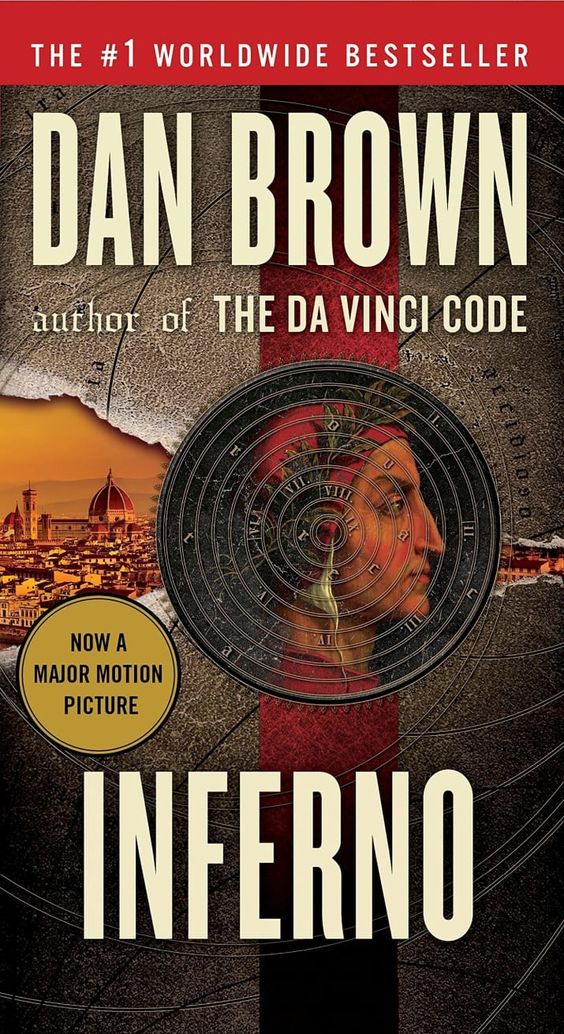 THE #1 WORLDWIDE BESTSELLER
DAN BROWN
author of THE DA VINCI CODE
NOW A
MAJOR MOTION
PICTURE
INFERNO